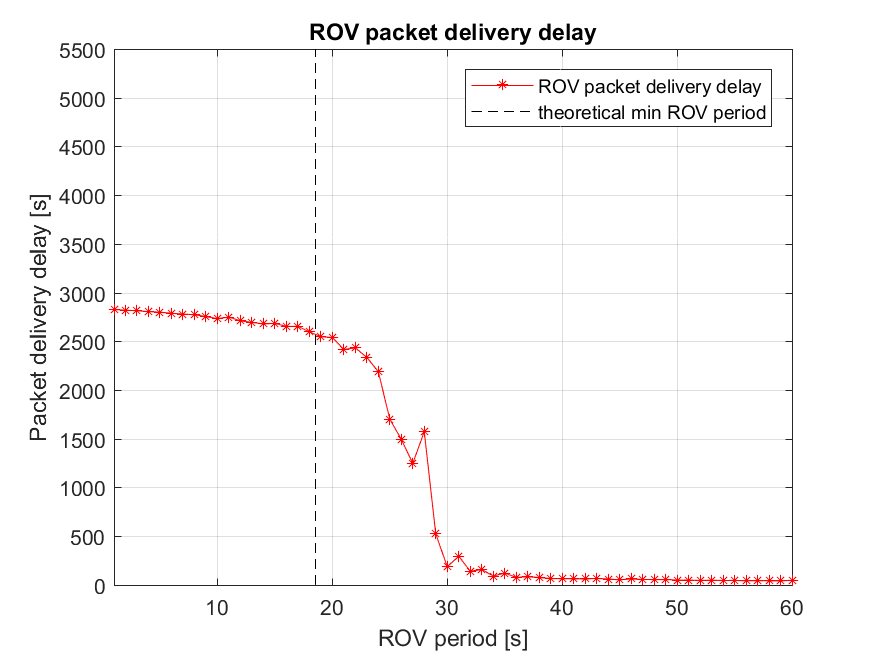 ROV packet delivery delay
5500
5000
4500
4000
3500
3000
2500
2000
1500
1000
500
0
Packet delivery delay [s]
ROV packet delivery delay
theoretical min ROV period
10 20 30 40 50 60
ROV period [s]